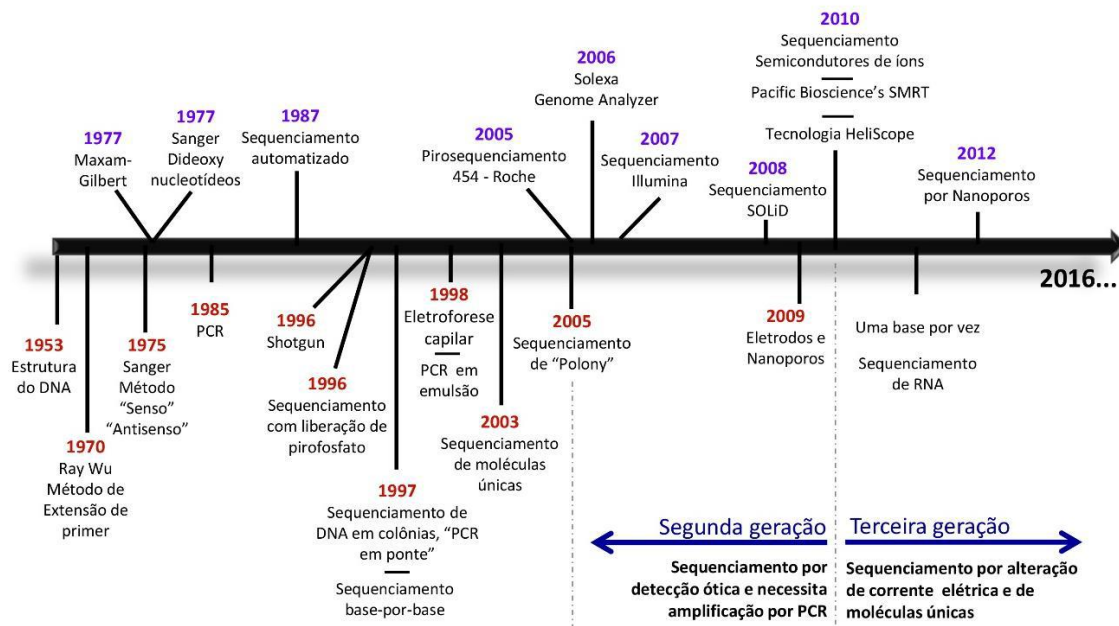 1977
Maxam-
Gilbert
1977
Sanger
Dideoxy
nucleotídeos
1987
Sequenciamento
automatizado
2005
Pirosequenciamento
454 - Roche
2006
Solexa
Genome Analyzer
2007
Sequenciamento
Illumina
2008
Sequenciamento
SOLiD
2010
Sequenciamento
Semicondutores de íons
Pacific Bioscience's SMRT
Tecnologia HeliScope
2012
Sequenciamento
por Nanoporos
2016...
1953
Estrutura
do DNA
1970
Ray Wu
Método de
Extensão de
primer
1975
Sanger
Método
"Senso"
"Antisenso"
1985
PCR
1996
Shotgun
1996
Sequenciamento
com liberação de
pirofosfato
1997
Sequenciamento de
DNA em colônias, "PCR
em ponte"
Sequenciamento
base-por-base
1998
Eletroforese
capilar
PCR em
emulsão
2003
Sequenciamento
de moléculas
únicas
2005
Sequenciamento
de "Polony"
2009
Eletrodos e
Nanoporos
Uma base por vez
Sequenciamento
de RNA
Segunda geração
Sequenciamento por
detecção ótica e necessita
amplificação por PCR
Terceira geração
Sequenciamento por alteração
de corrente elétrica e de
moléculas únicas